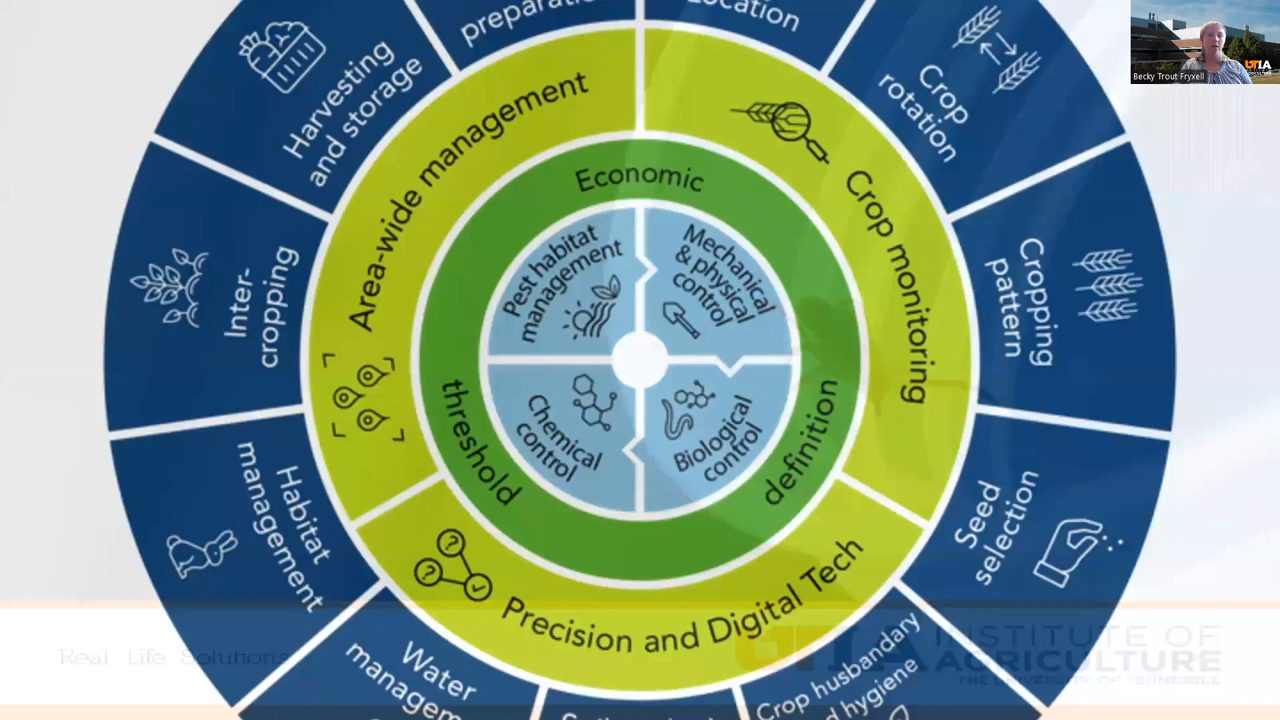 preparation
Location
Harvesting
and storage
Crop
rotation
Area-wide management
Crop monitoring
Economic
threshold
definition
Pest habitat
management
Mechanical
& physical
control
Chemical
control
Biological
control
Inter-
cropping
Cropping
pattern
Habitat
management
Seed
selection
Precision and Digital Tech
Water
managem
Crop husbandary
d hygiene
Real. Life. Solutions.
UTIA
INSTITUTE OF
AGRICULTURE
THE UNIVERSITY OF TENNESSEE
Becky Trout Fryxell
UTIA